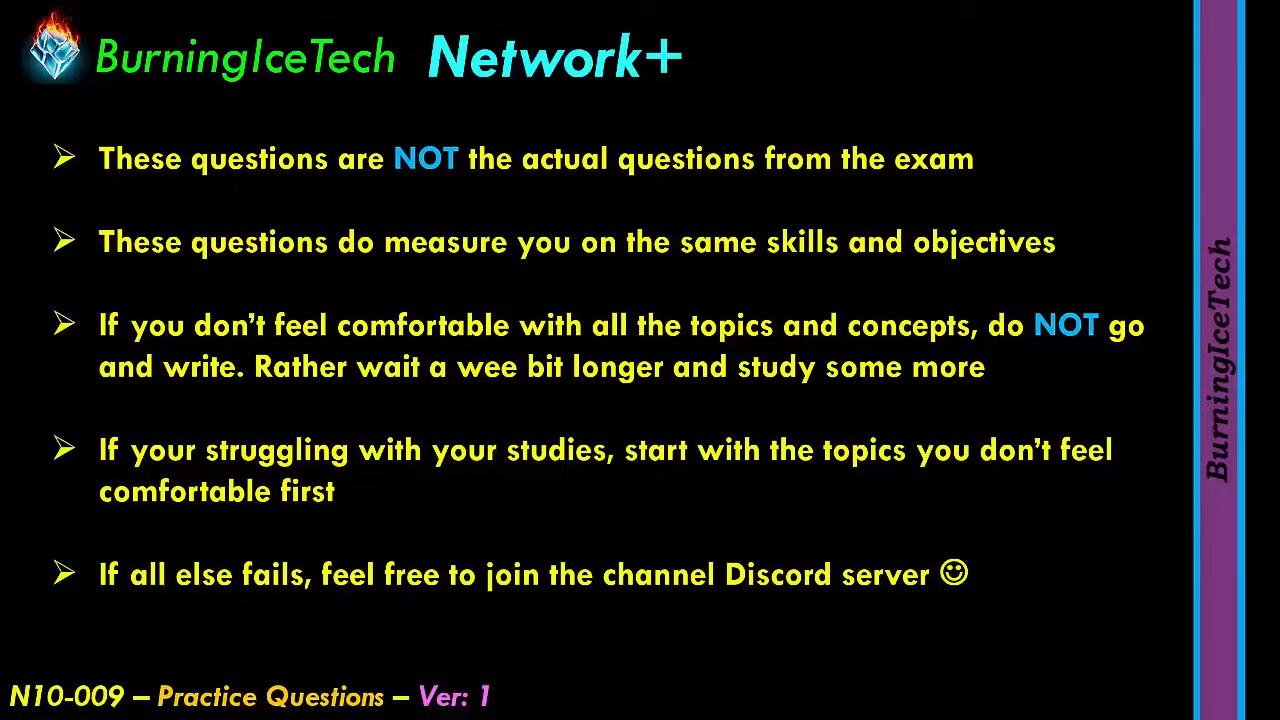 BurningIceTech Network+
These questions are NOT the actual questions from the exam
These questions do measure you on the same skills and objectives
If you don’t feel comfortable with all the topics and concepts, do NOT go
and write. Rather wait a wee bit longer and study some more
If your struggling with your studies, start with the topics you don’t feel
comfortable first
If all else fails, feel free to join the channel Discord server ☺
N10-009 – Practice Questions – Ver: 1
BurningIceTech